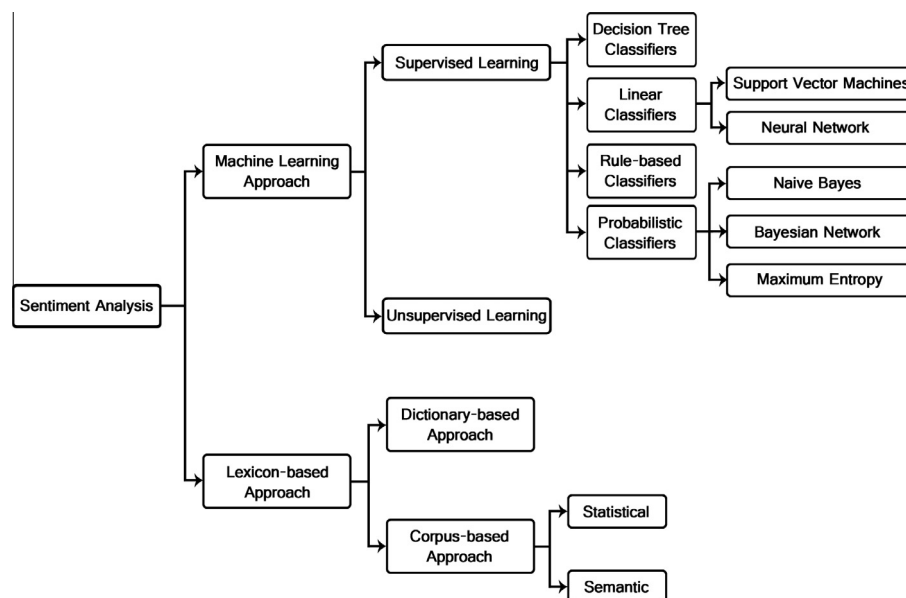 Decision Tree
Classifiers
Supervised Learning
Linear
Classifiers
Support Vector Machines
Neural Network
Machine Learning
Approach
Rule-based
Classifiers
Naive Bayes
Probabilistic
Classifiers
Bayesian Network
Maximum Entropy
Sentiment Analysis
Unsupervised Learning
Dictionary-based
Approach
Lexicon-based
Approach
Statistical
Corpus-based
Approach
Semantic